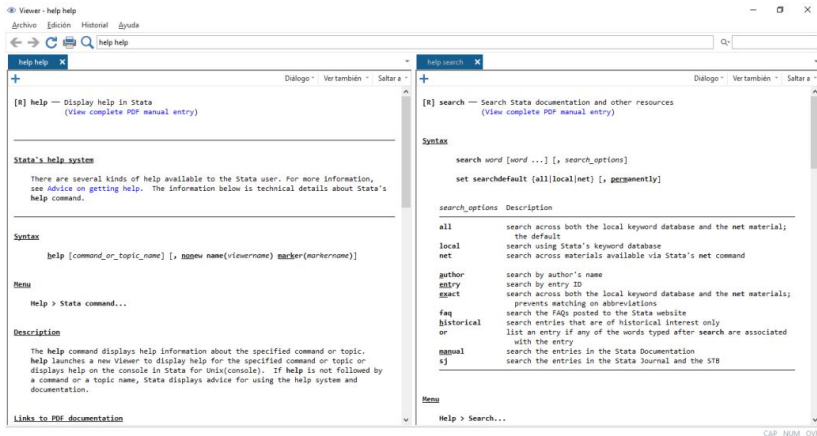 Viewer - help help
Archivo Edición Historial Ayuda
help help
help help
Diálogo Ver también Saltar a
[R] help — Display help in Stata
(View complete PDF manual entry)
Stata's help system
There are several kinds of help available to the Stata user. For more information,
see Advice on getting help. The information below is technical details about Stata's
help command.
Syntax
help [command_or_topic_name] [, nonew name(viewername) marker(markername)]
Menu
Help > Stata command...
Description
The help command displays help information about the specified command or topic.
help launches a new Viewer to display help for the specified command or topic or
displays help on the console in Stata for Unix(console). If help is not followed by
a command or a topic name, Stata displays advice for using the help system and
documentation.
Links to PDF documentation
help search
Diálogo Ver también Saltar a
[R] search — Search Stata documentation and other resources
(View complete PDF manual entry)
Syntax
search word [word ...] [, search_options]
set searchdefault {all|local|net} [, permanently]
search_options Description
all search across both the local keyword database and the net material;
the default
local search using Stata's keyword database
net search across materials available via Stata's net command
author search by author's name
entry search by entry ID
exact search across both the local keyword database and the net materials;
prevents matching on abbreviations
faq search the FAQs posted to the Stata website
historical search entries that are of historical interest only
or list an entry if any of the words typed after search are associated
with the entry
manual search the entries in the Stata Documentation
sj search the entries in the Stata Journal and the STB
Menu
Help > Search...
CAP NUM OVR